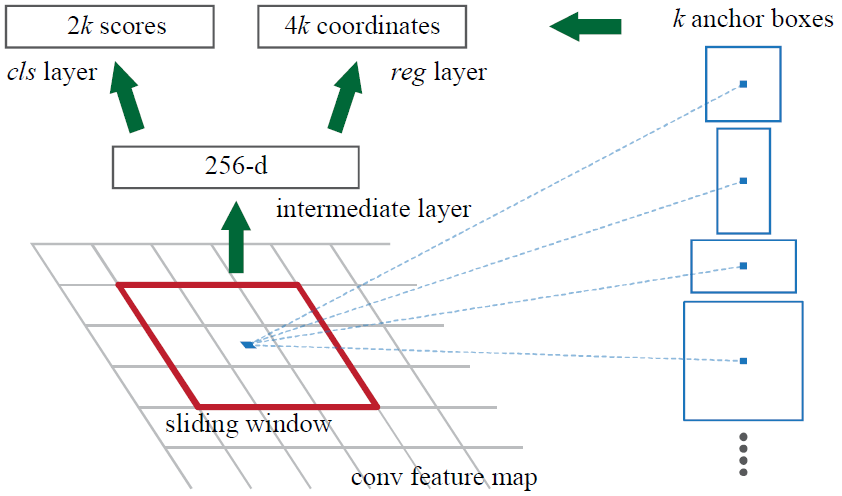 2k scores
4k coordinates
k anchor boxes
cls layer
reg layer
256-d
intermediate layer
sliding window
conv feature map